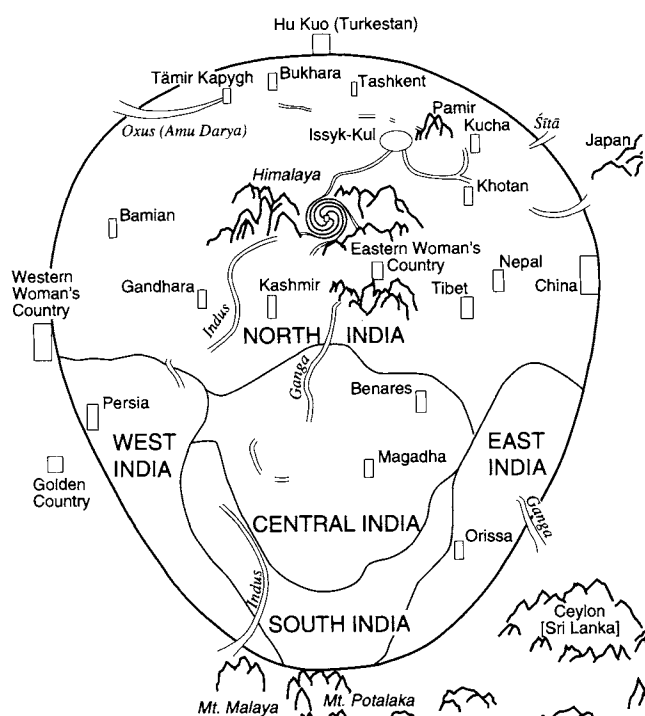 Hu Kuo (Turkestan)
Tämir Kapygh
Bukhara
Tashkent
Oxus (Amu Darya)
Issyk-Kul
Pamir
Kucha
Śītā
Japan
Himalaya
Khotan
Bamian
Eastern Woman's
Country
Nepal
China
Western
Woman's
Country
Gandhara
Indus
Kashmir
Tibet
NORTH INDIA
Ganga
Benares
Persia
WEST
INDIA
EAST
INDIA
Golden
Country
Magadha
CENTRAL INDIA
Ganga
Orissa
Indus
SOUTH INDIA
Ceylon
[Sri Lanka]
Mt. Malaya
Mt. Potalaka